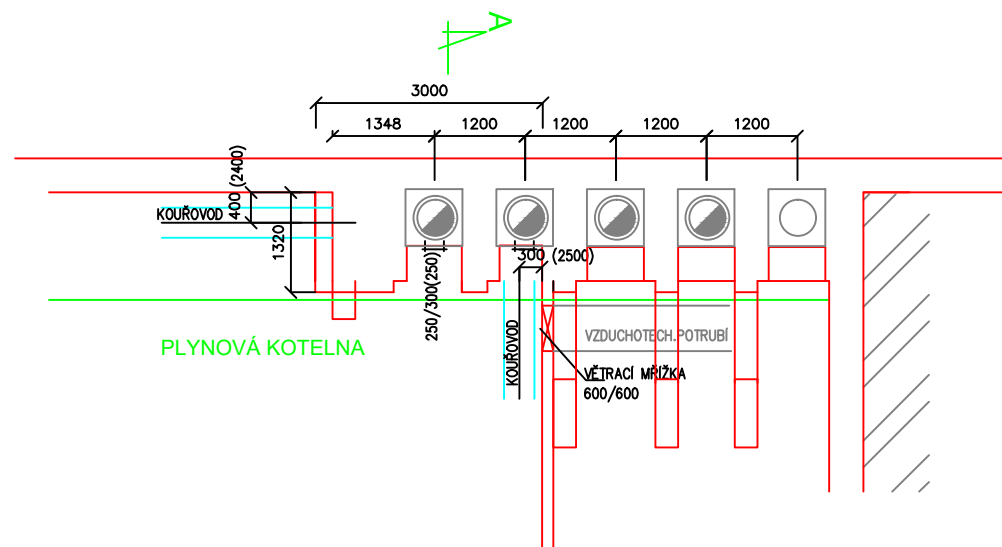 A
3000
1348
1200
1200
1200
1200
400 (2400)
KOUŘOVOD
1320
300 (2500)
250/300(250)
KOUŘOVOD
VZDUCHOTECH.POTRUBÍ
PLYNOVÁ KOTELNA
VĚTRACÍ MŘÍŽKA
600/600